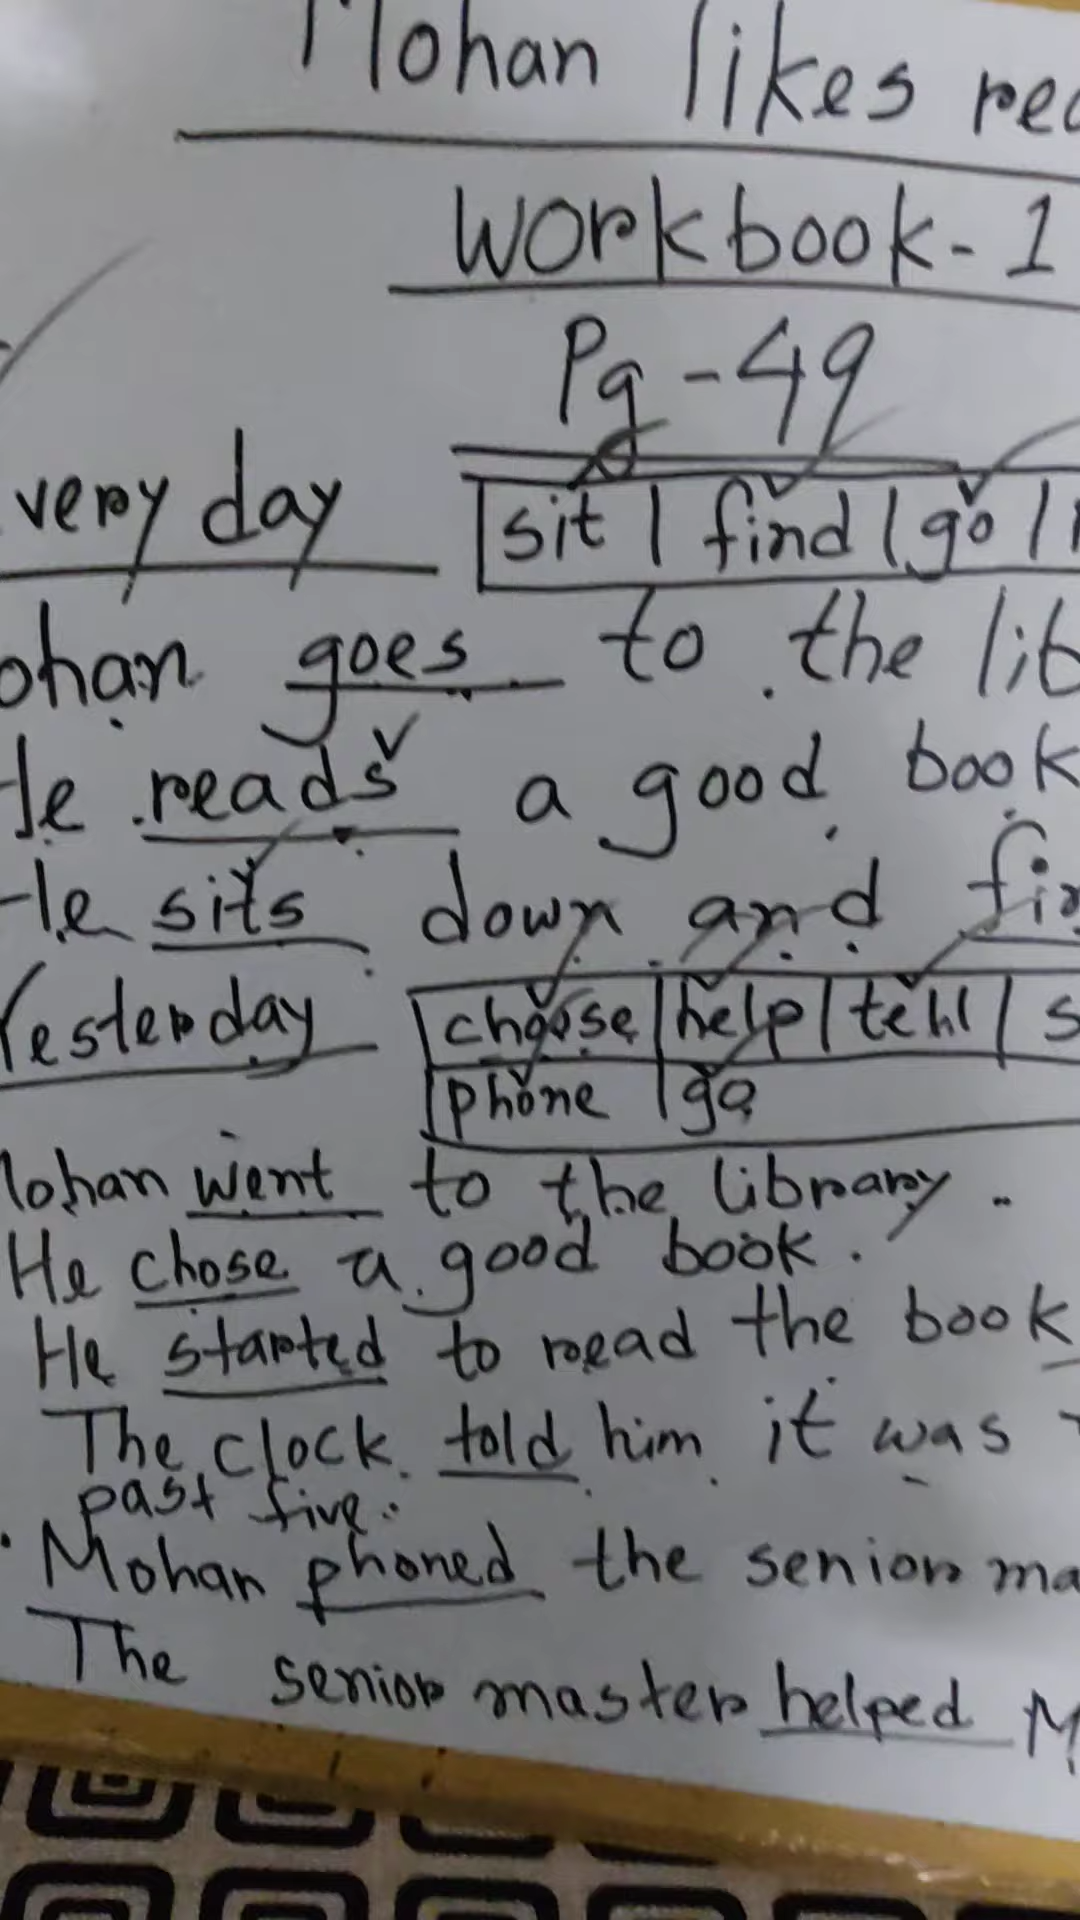 Mohan likes
Workbook-1
Pg-49
very day
sit | find | go |
ohan goes to the lib
He reads a good book
He sits down and fin
Yesterday
choose | help | tell | s
phone | go
Mohan went to the library.
He chose a good book.
He started to read the book
The clock told him it was
past five.
Mohan phoned the senior ma
The senior master helped M